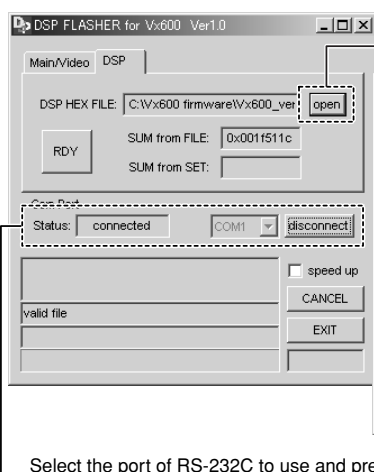 DSP FLASHER for Vx600 Ver1.0
Main/Video DSP
DSP HEX FILE: C:\Vx600 firmware\Vx600_ver open
RDY
SUM from FILE: 0x001f511c
SUM from SET:
Com Port
Status: connected COM1 disconnect
speed up
CANCEL
valid file
EXIT
Select the port of RS-232C to use and pre